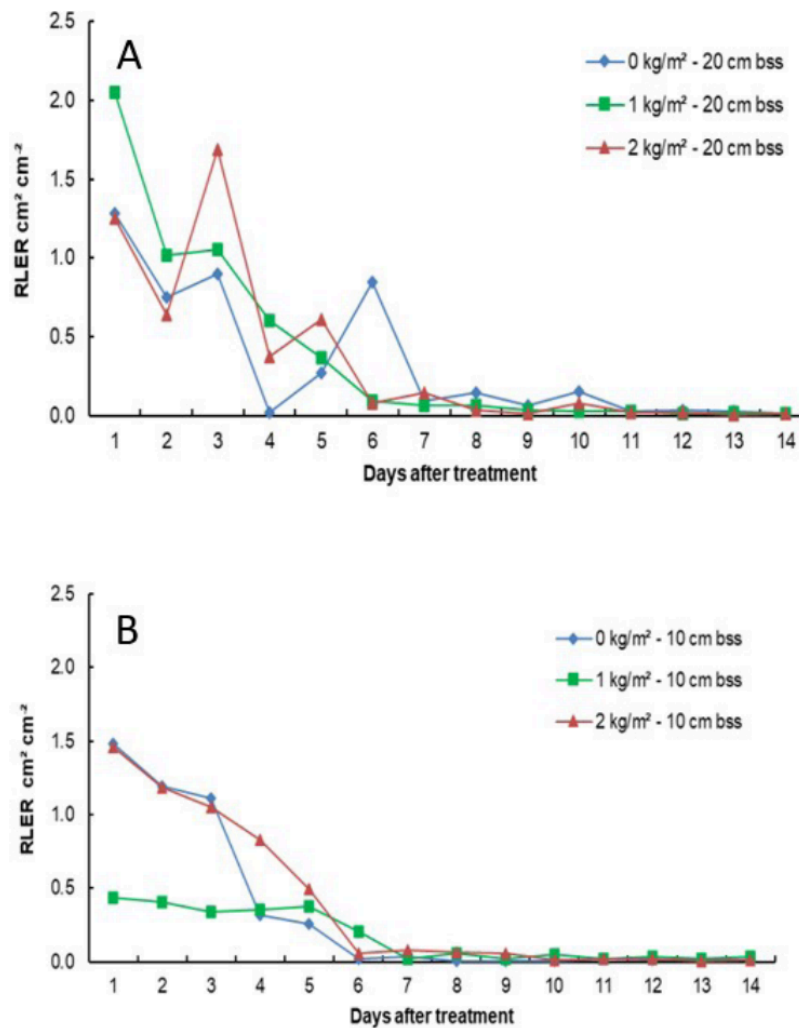 A
2.5
2.0
1.5
1.0
0.5
0.0
RLER cm² cm⁻²
0 kg/m² - 20 cm bss
1 kg/m² - 20 cm bss
2 kg/m² - 20 cm bss
1 2 3 4 5 6 7 8 9 10 11 12 13 14
Days after treatment
B
2.5
2.0
1.5
1.0
0.5
0.0
RLER cm² cm⁻²
0 kg/m² - 10 cm bss
1 kg/m² - 10 cm bss
2 kg/m² - 10 cm bss
1 2 3 4 5 6 7 8 9 10 11 12 13 14
Days after treatment